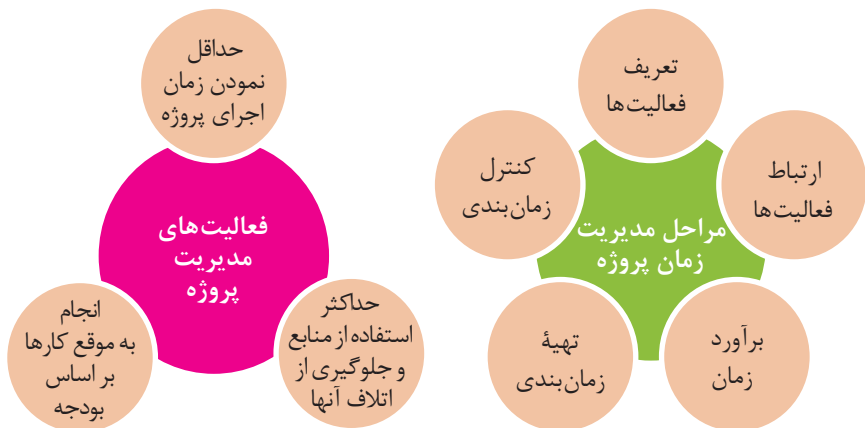 تعریف
فعالیت‌ها
ارتباط
فعالیت‌ها
برآورد
زمان
تهیۀ
زمان‌بندی
کنترل
زمان‌بندی
مراحل مدیریت
زمان پروژه
حداقل
نمودن زمان
اجرای پروژه
حداکثر
استفاده از منابع
و جلوگیری از
اتلاف آنها
انجام
به موقع کارها
بر اساس
بودجه
فعالیت‌های
مدیریت
پروژه